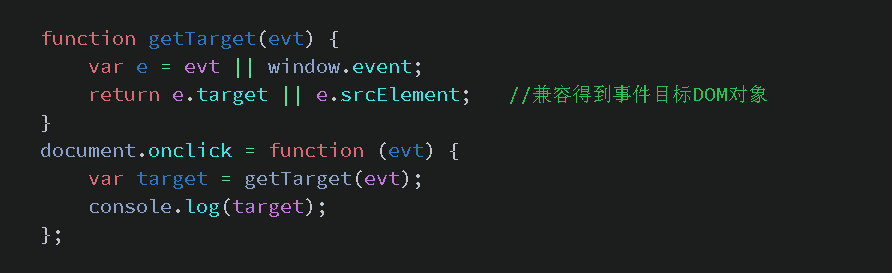 function getTarget(evt) {
    var e = evt || window.event;
    return e.target || e.srcElement;   //兼容得到事件目标DOM对象
}
document.onclick = function (evt) {
    var target = getTarget(evt);
    console.log(target);
};